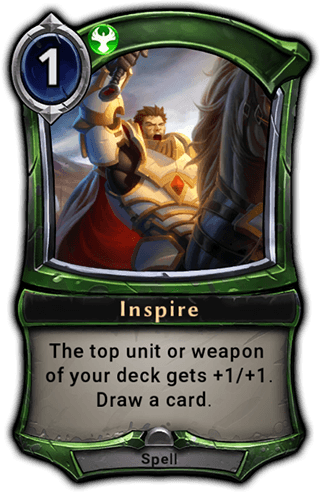 1
Inspire
The top unit or weapon
of your deck gets +1/+1.
Draw a card.
Spell